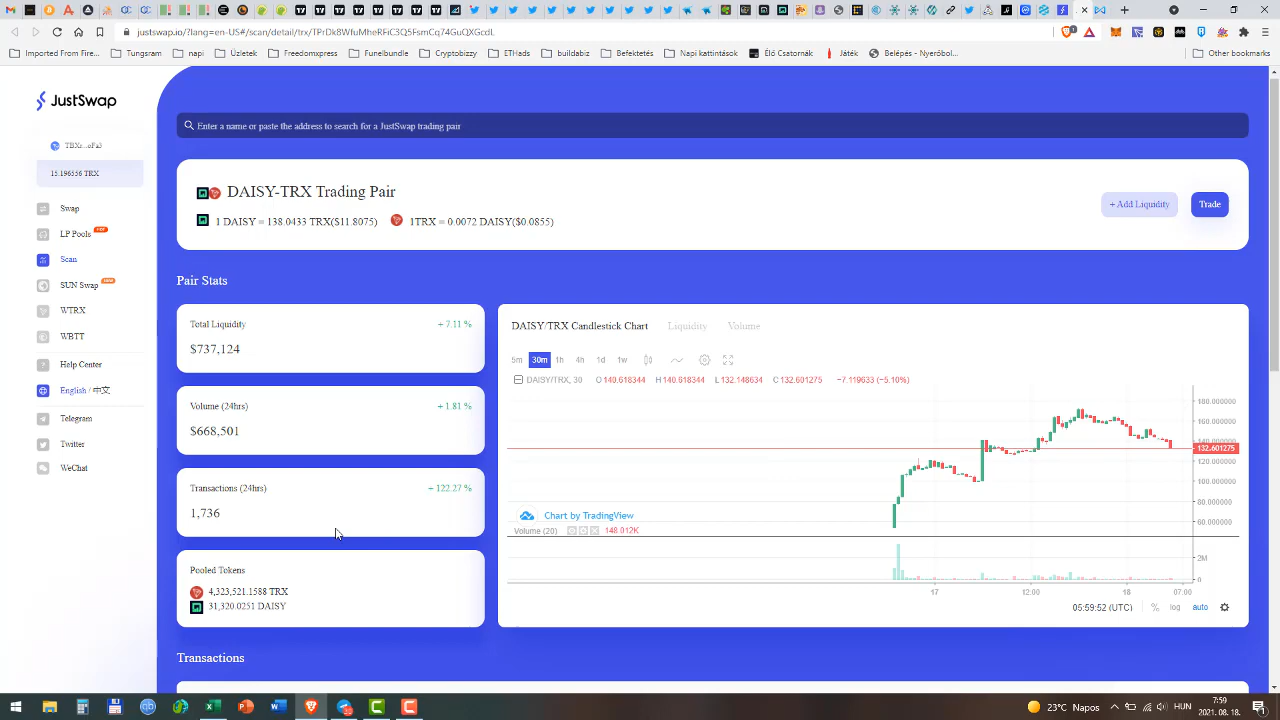 justswap.io/?lang=en-US#/scan/detail/trx/TPrDk8WfuMheRFiC3Q5FsmCq74GuQXGcdL
Imported From Fire...
Tungsram
napi
Üzletek
Freedomxpress
Funelbundle
Cryptobizy
ETHads
buildabiz
Befektetés
Napi kattintások
Élő Csatornák
Játék
Belépés - Nyerőbol...
Other bookmarks
JustSwap
TBXr...oFa3
15.196556 TRX
Swap
LP Pools
Scan
SUN Swap
WTRX
WBTT
Help Center
English / 中文
Telegram
Twitter
WeChat
Enter a name or paste the address to search for a JustSwap trading pair
DAISY-TRX Trading Pair
1 DAISY = 138.0433 TRX($11.8075)
1TRX = 0.0072 DAISY($0.0855)
+ Add Liquidity
Trade
Pair Stats
Total Liquidity
+ 7.11 %
$737,124
Volume (24hrs)
+ 1.81 %
$668,501
Transactions (24hrs)
+ 122.27 %
1,736
Pooled Tokens
4,323,321.1588 TRX
31,320.0251 DAISY
DAISY/TRX Candlestick Chart
Liquidity
Volume
5m 30m 1h 4h 1d 1w
DAISY/TRX, 30 O140.618344 H140.618344 L132.148634 C132.601275 −7.119633 (−5.10%)
180.000000
160.000000
140.000000
132.601275
120.000000
100.000000
80.000000
60.000000
Chart by TradingView
Volume (20) 148.012K
2M
0
17 12:00 18 07:00
05:59:52 (UTC) % log auto
Transactions
23°C Napos
HUN
7:59
2021. 08. 18.